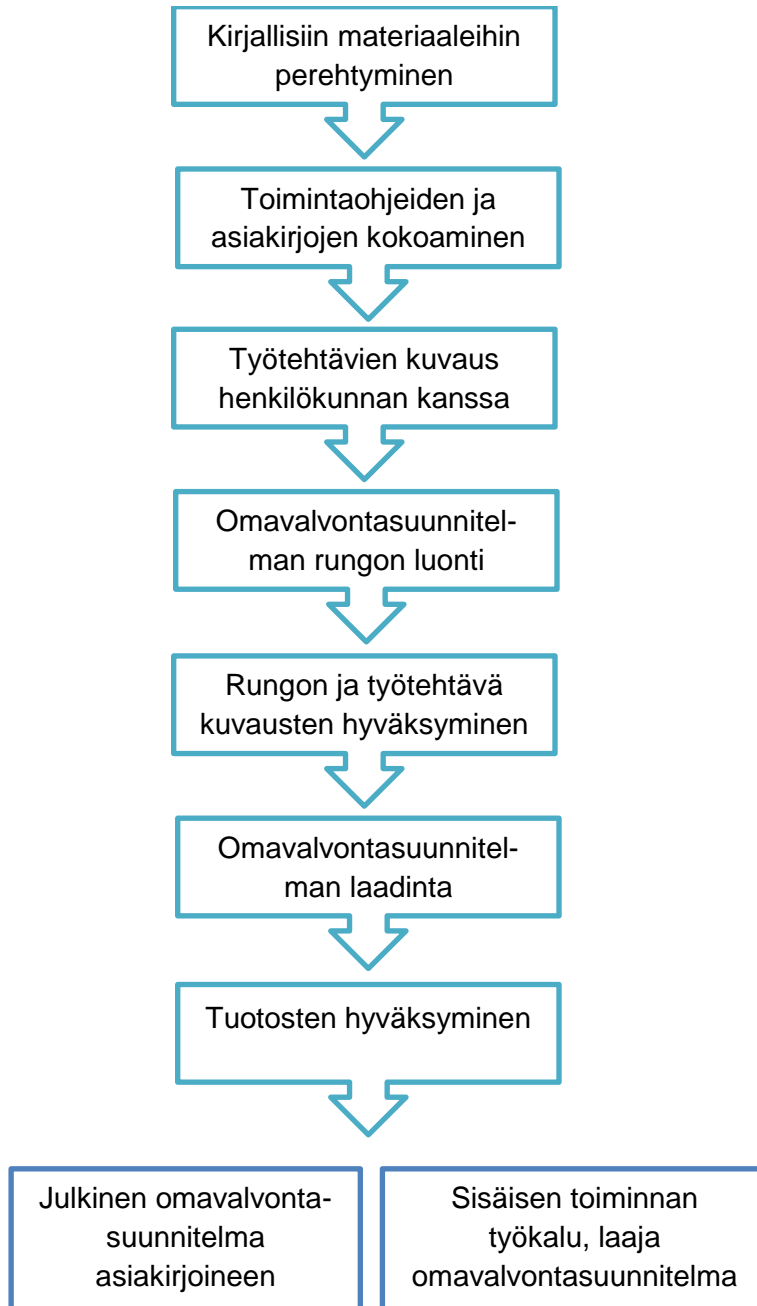 Kirjallisiin materiaaleihin
perehtyminen
Toimintaohjeiden ja
asiakirjojen kokoaminen
Työtehtävien kuvaus
henkilökunnan kanssa
Omavalvontasuunnitel-
man rungon luonti
Rungon ja työtehtävä
kuvausten hyväksyminen
Omavalvontasuunnitel-
man laadinta
Tuotosten hyväksyminen
Julkinen omavalvonta-
suunnitelma
asiakirjoineen
Sisäisen toiminnan
työkalu, laaja
omavalvontasuunnitelma